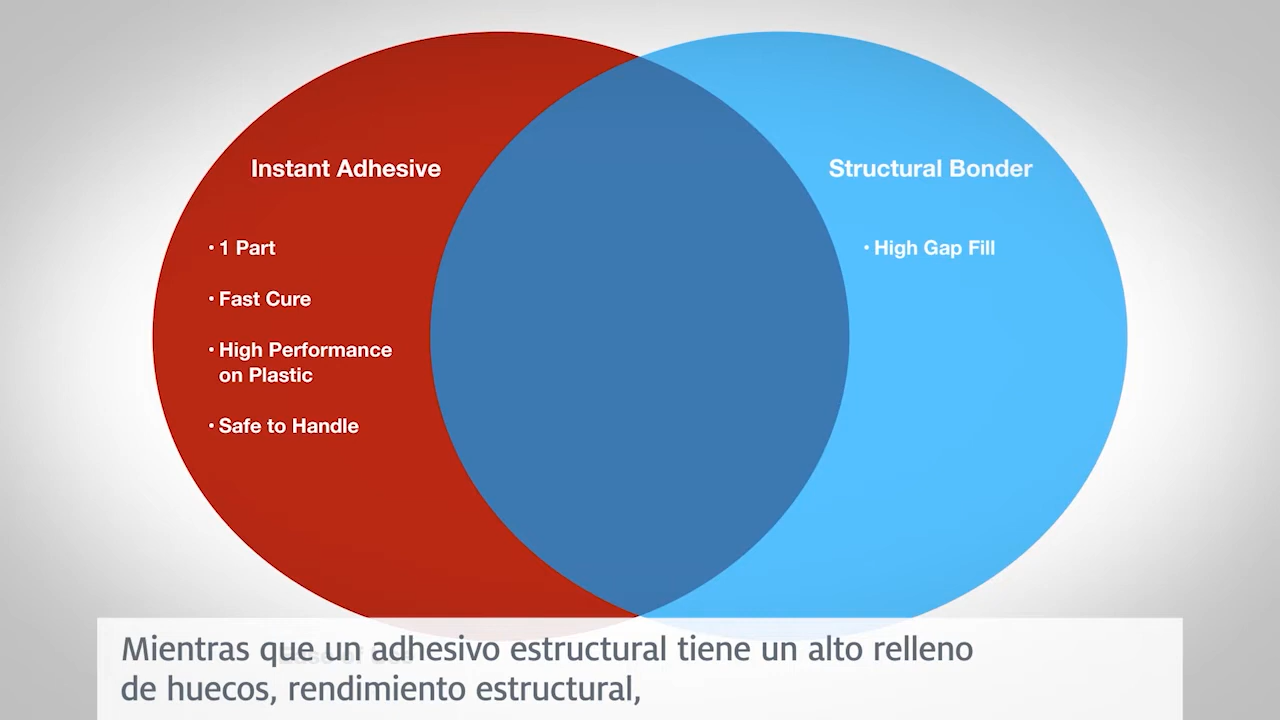 Instant Adhesive
• 1 Part
• Fast Cure
• High Performance
on Plastic
• Safe to Handle
Structural Bonder
• High Gap Fill
Mientras que un adhesivo estructural tiene un alto relleno
de huecos, rendimiento estructural,